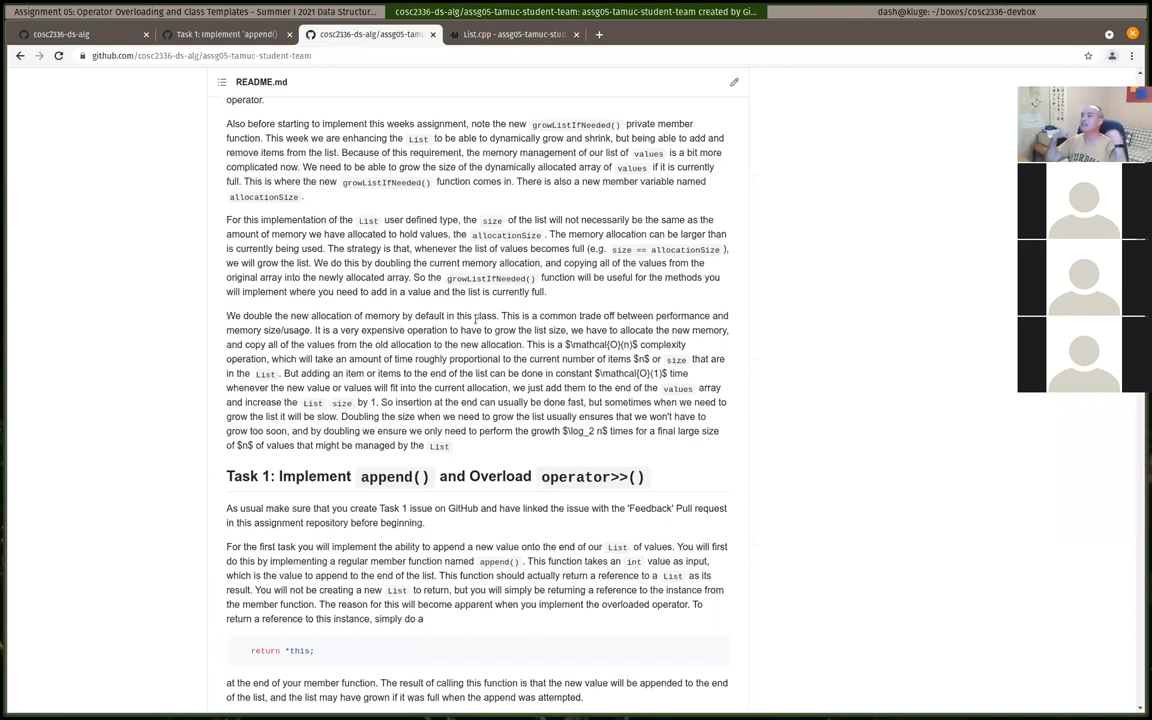 Assignment 05: Operator Overloading and Class Templates - Summer I 2021 Data Structur...
cosc2336-ds-alg/assg05-tamuc-student-team: assg05-tamuc-student-team created by Gi...
dash@kluge: ~/boxes/cosc2336-devbox
cosc2336-ds-alg
Task 1: Implement `append()
cosc2336-ds-alg/assg05-tam
List.cpp - assg05-tamuc-stud
github.com/cosc2336-ds-alg/assg05-tamuc-student-team
README.md
operator.
Also before starting to implement this weeks assignment, note the new growListIfNeeded() private member
function. This week we are enhancing the List to be able to dynamically grow and shrink, but being able to add and
remove items from the list. Because of this requirement, the memory management of our list of values is a bit more
complicated now. We need to be able to grow the size of the dynamically allocated array of values if it is currently
full. This is where the new growListIfNeeded() function comes in. There is also a new member variable named
allocationSize .
For this implementation of the List user defined type, the size of the list will not necessarily be the same as the
amount of memory we have allocated to hold values, the allocationSize . The memory allocation can be larger than
is currently being used. The strategy is that, whenever the list of values becomes full (e.g. size == allocationSize ),
we will grow the list. We do this by doubling the current memory allocation, and copying all of the values from the
original array into the newly allocated array. So the growListIfNeeded() function will be useful for the methods you
will implement where you need to add in a value and the list is currently full.
We double the new allocation of memory by default in this class. This is a common trade off between performance and
memory size/usage. It is a very expensive operation to have to grow the list size, we have to allocate the new memory,
and copy all of the values from the old allocation to the new allocation. This is a $\mathcal{O}(n)$ complexity
operation, which will take an amount of time roughly proportional to the current number of items $n$ or size that are
in the List . But adding an item or items to the end of the list can be done in constant $\mathcal{O}(1)$ time
whenever the new value or values will fit into the current allocation, we just add them to the end of the values array
and increase the List size by 1. So insertion at the end can usually be done fast, but sometimes when we need to
grow the list it will be slow. Doubling the size when we need to grow the list usually ensures that we won't have to
grow too soon, and by doubling we ensure we only need to perform the growth $\log_2 n$ times for a final large size
of $n$ of values that might be managed by the List
Task 1: Implement append() and Overload operator>>()
As usual make sure that you create Task 1 issue on GitHub and have linked the issue with the 'Feedback' Pull request
in this assignment repository before beginning.
For the first task you will implement the ability to append a new value onto the end of our List of values. You will first
do this by implementing a regular member function named append() . This function takes an int value as input,
which is the value to append to the end of the list. This function should actually return a reference to a List as its
result. You will not be creating a new List to return, but you will simply be returning a reference to the instance from
the member function. The reason for this will become apparent when you implement the overloaded operator. To
return a reference to this instance, simply do a
return *this;
at the end of your member function. The result of calling this function is that the new value will be appended to the end
of the list, and the list may have grown if it was full when the append was attempted.